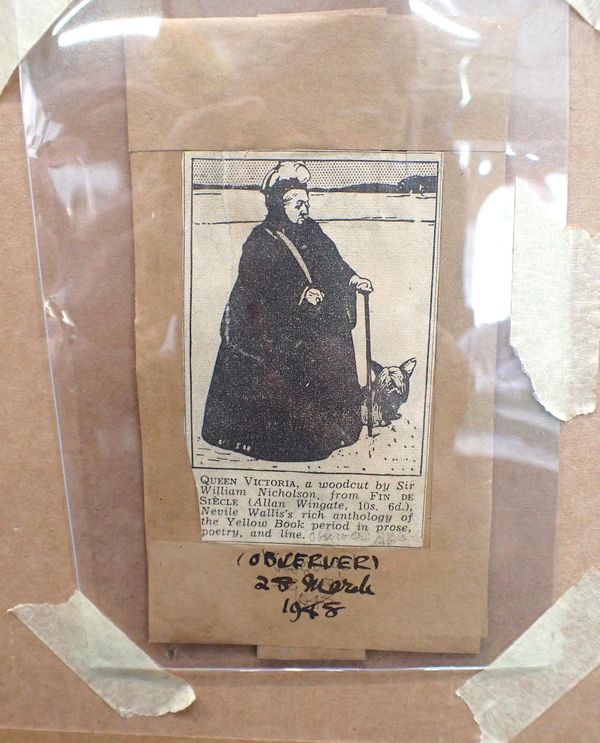 QUEEN VICTORIA, a woodcut by Sir
William Nicholson, from FIN DE
SIÈCLE (Allan Wingate, 10s. 6d.),
Nevile Wallis's rich anthology of
the Yellow Book period in prose,
poetry, and line. Observer
(OBSERVER)
28 March
1948